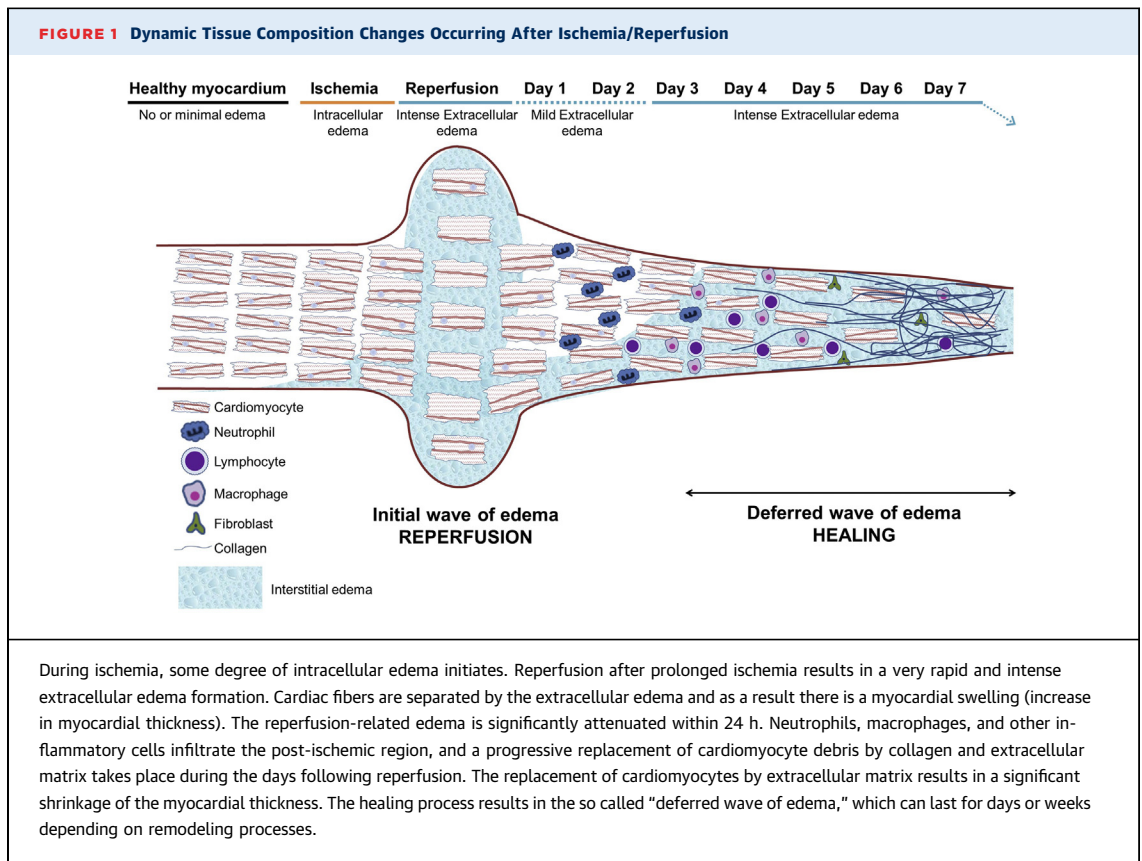 FIGURE 1 Dynamic Tissue Composition Changes Occurring After Ischemia/Reperfusion
Healthy myocardium Ischemia Reperfusion Day 1 Day 2 Day 3 Day 4 Day 5 Day 6 Day 7
No or minimal edema Intracellular edema Intense Extracellular edema Mild Extracellular edema Intense Extracellular edema
Cardiomyocyte
Neutrophil
Lymphocyte
Macrophage
Fibroblast
Collagen
Interstitial edema
Initial wave of edema
REPERFUSION
Deferred wave of edema
HEALING
During ischemia, some degree of intracellular edema initiates. Reperfusion after prolonged ischemia results in a very rapid and intense
extracellular edema formation. Cardiac fibers are separated by the extracellular edema and as a result there is a myocardial swelling (increase
in myocardial thickness). The reperfusion-related edema is significantly attenuated within 24 h. Neutrophils, macrophages, and other in-
flammatory cells infiltrate the post-ischemic region, and a progressive replacement of cardiomyocyte debris by collagen and extracellular
matrix takes place during the days following reperfusion. The replacement of cardiomyocytes by extracellular matrix results in a significant
shrinkage of the myocardial thickness. The healing process results in the so called “deferred wave of edema,” which can last for days or weeks
depending on remodeling processes.